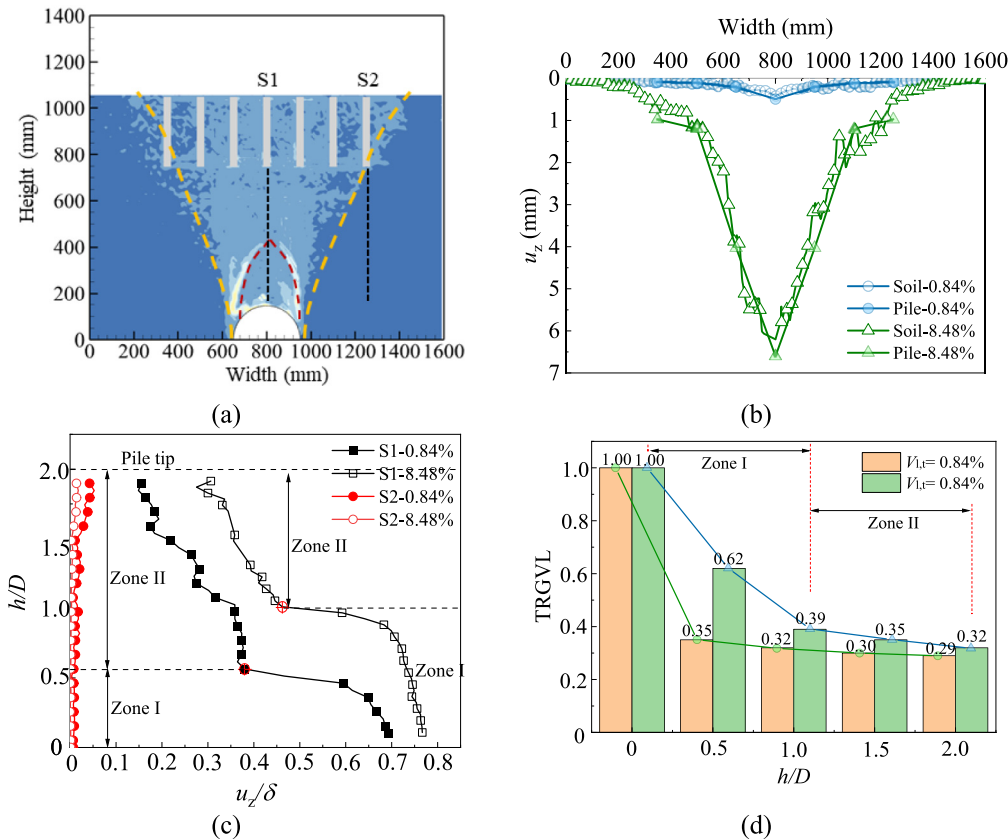 1400
1200
1000
800
600
400
200
0
Height (mm)
S1
S2
0 200 400 600 800 1000 1200 1400 1600
Width (mm)
(a)
Width (mm)
0 200 400 600 800 1000 1200 1400 1600
0
1
2
3
4
5
6
7
u_z (mm)
Soil-0.84%
Pile-0.84%
Soil-8.48%
Pile-8.48%
(b)
2.0
1.5
1.0
0.5
0
h/D
Pile tip
S1-0.84%
S1-8.48%
S2-0.84%
S2-8.48%
Zone II
Zone II
Zone I
Zone I
0 0.1 0.2 0.3 0.4 0.5 0.6 0.7 0.8
u_z/δ
(c)
1.0
0.8
0.6
0.4
0.2
0.0
TRGVL
1.00 1.00
Zone I
Zone II
V_{l,t}= 0.84%
V_{l,t}= 0.84%
0.62
0.35
0.39
0.32
0.35
0.30
0.32
0.29
0 0.5 1.0 1.5 2.0
h/D
(d)